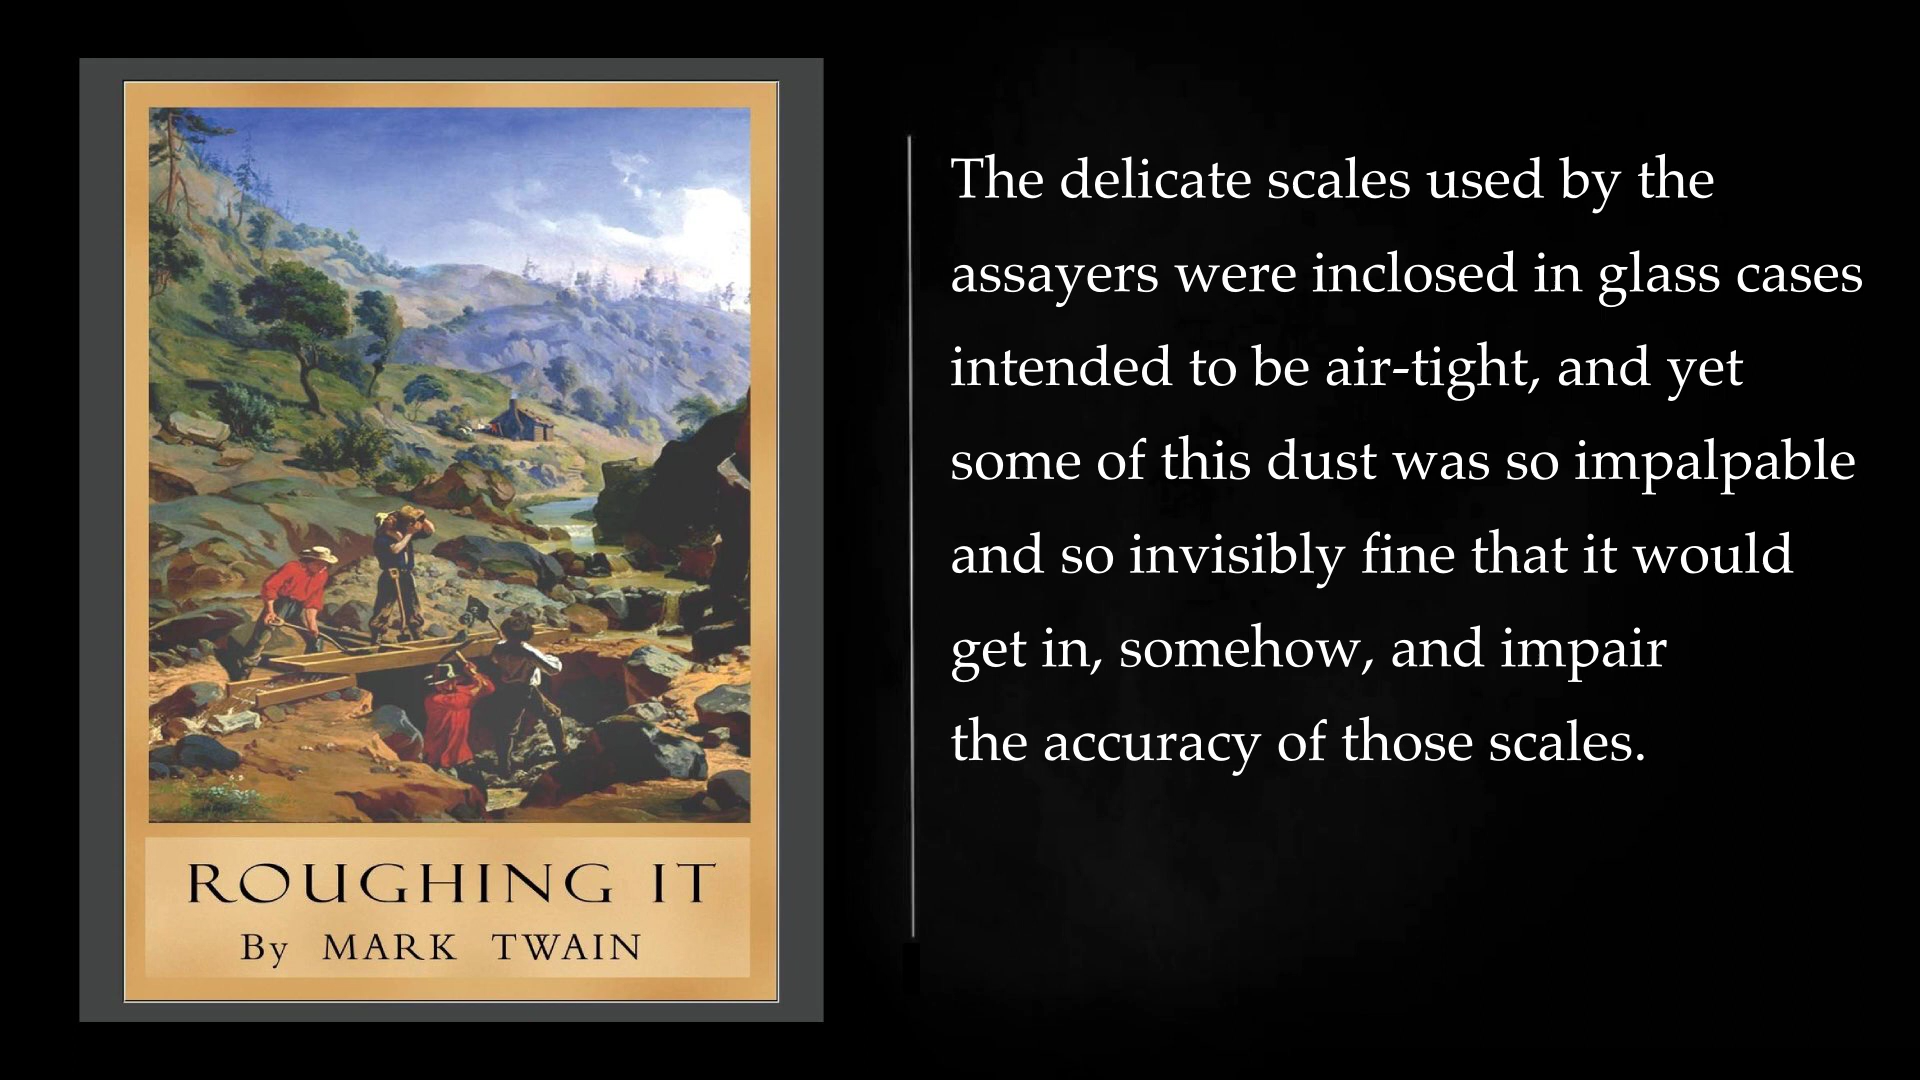 ROUGHING IT
By MARK TWAIN
The delicate scales used by the
assayers were inclosed in glass cases
intended to be air-tight, and yet
some of this dust was so impalpable
and so invisibly fine that it would
get in, somehow, and impair
the accuracy of those scales.